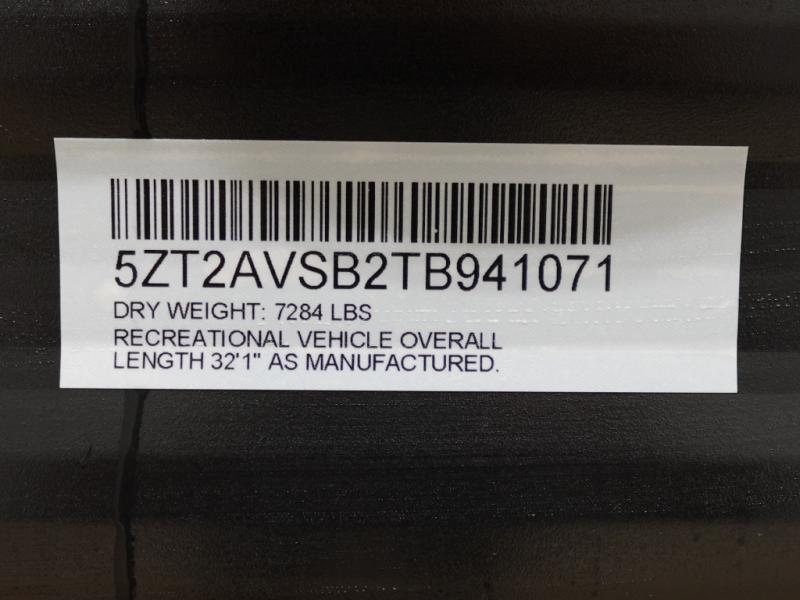 5ZT2AVSB2TB941071
DRY WEIGHT: 7284 LBS
RECREATIONAL VEHICLE OVERALL
LENGTH 32'1" AS MANUFACTURED.